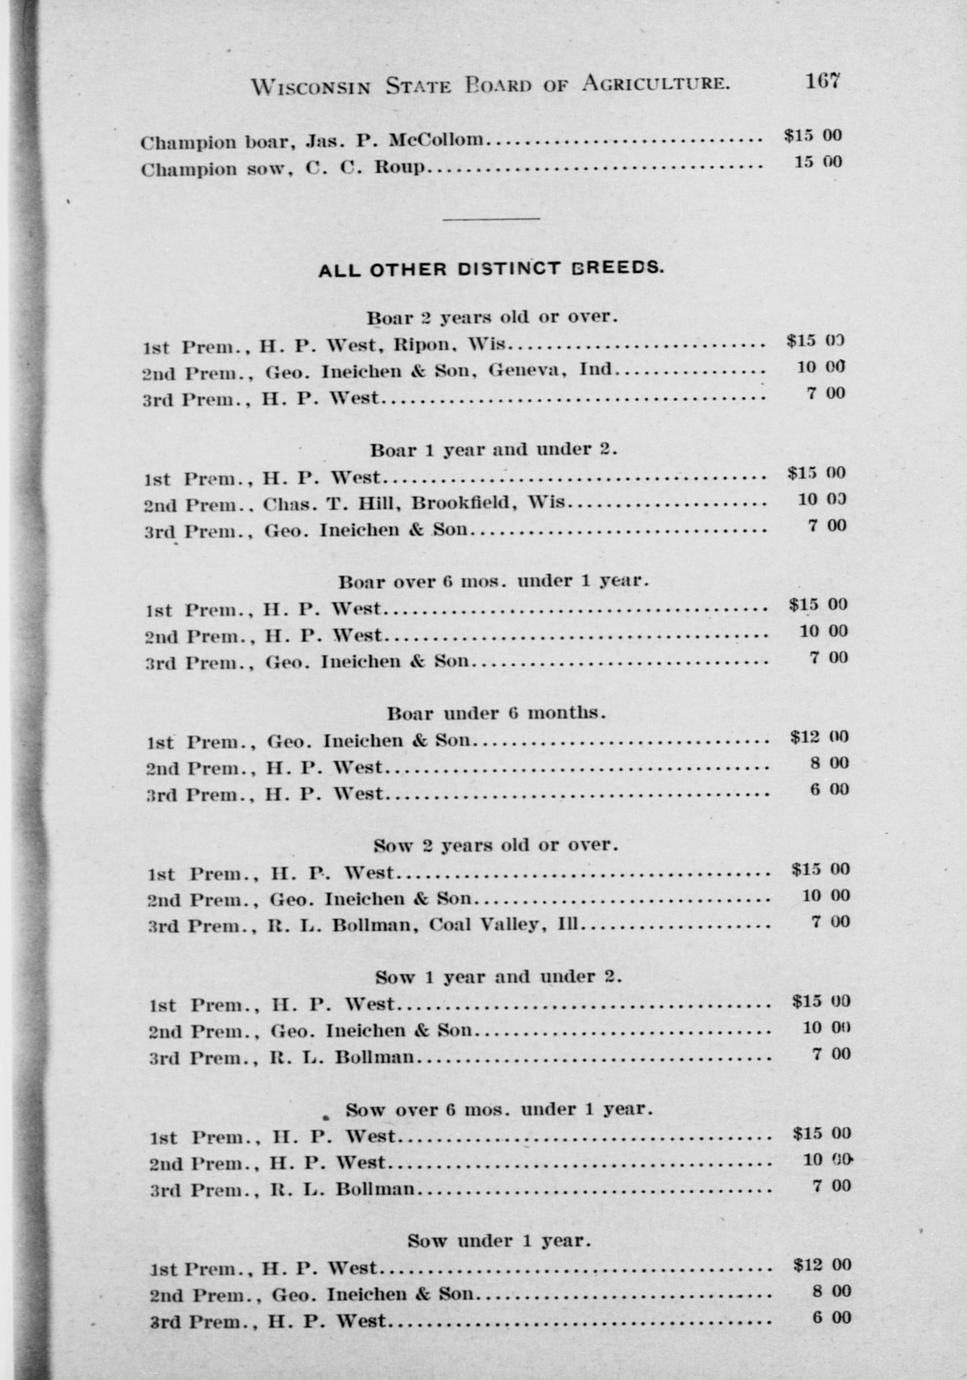 WISCONSIN STATE BOARD OF AGRICULTURE. 167
Champion boar, Jas. P. McCollom.............................. $15 00
Champion sow, C. C. Roup................................... 15 00
ALL OTHER DISTINCT BREEDS.
Boar 2 years old or over.
1st Prem., H. P. West, Ripon, Wis........................... $15 00
2nd Prem., Geo. Ineichen & Son, Geneva, Ind................ 10 00
3rd Prem., H. P. West........................................ 7 00
Boar 1 year and under 2.
1st Prem., H. P. West........................................ $15 00
2nd Prem., Chas. T. Hill, Brookfield, Wis..................... 10 00
3rd Prem., Geo. Ineichen & Son............................... 7 00
Boar over 6 mos. under 1 year.
1st Prem., H. P. West........................................ $15 00
2nd Prem., H. P. West........................................ 10 00
3rd Prem., Geo. Ineichen & Son............................... 7 00
Boar under 6 months.
1st Prem., Geo. Ineichen & Son............................... $12 00
2nd Prem., H. P. West........................................ 8 00
3rd Prem., H. P. West........................................ 6 00
Sow 2 years old or over.
1st Prem., H. P. West....................................... $15 00
2nd Prem., Geo. Ineichen & Son............................... 10 00
3rd Prem., R. L. Bollman, Coal Valley, Ill.................... 7 00
Sow 1 year and under 2.
1st Prem., H. P. West....................................... $15 00
2nd Prem., Geo. Ineichen & Son............................... 10 00
3rd Prem., R. L. Bollman..................................... 7 00
Sow over 6 mos. under 1 year.
1st Prem., H. P. West....................................... $15 00
2nd Prem., H. P. West........................................ 10 00
3rd Prem., R. L. Bollman..................................... 7 00
Sow under 1 year.
1st Prem., H. P. West......................................... $12 00
2nd Prem., Geo. Ineichen & Son............................... 8 00
3rd Prem., H. P. West........................................ 6 00